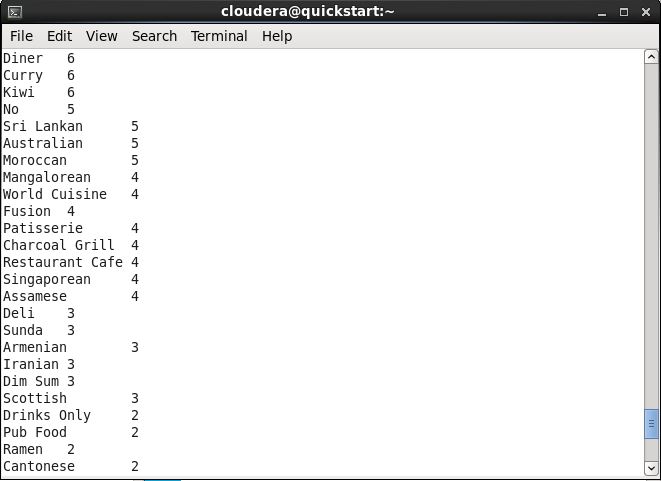 cloudera@quickstart:~
File Edit View Search Terminal Help
Diner 6
Curry 6
Kiwi 6
No 5
Sri Lankan 5
Australian 5
Moroccan 5
Mangalorean 4
World Cuisine 4
Fusion 4
Patisserie 4
Charcoal Grill 4
Restaurant Cafe 4
Singaporean 4
Assamese 4
Deli 3
Sunda 3
Armenian 3
Iranian 3
Dim Sum 3
Scottish 3
Drinks Only 2
Pub Food 2
Ramen 2
Cantonese 2